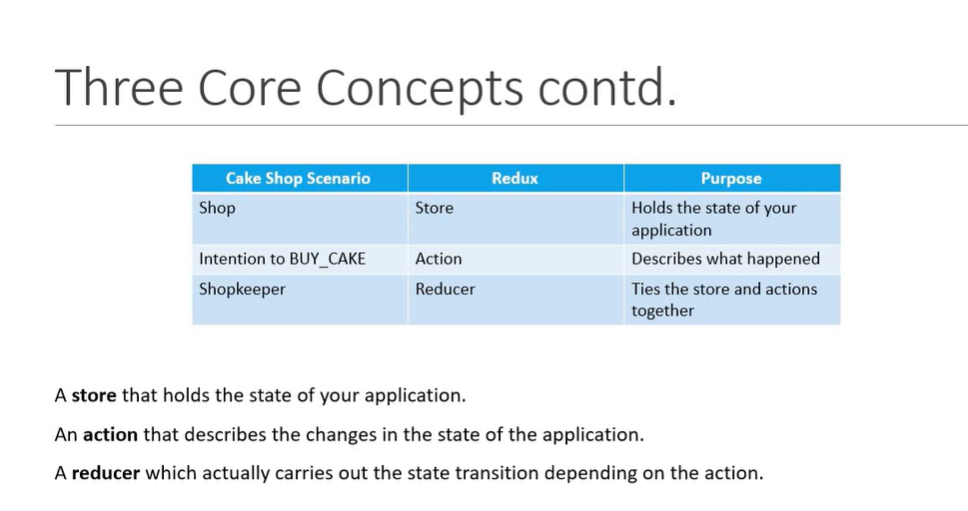 Three Core Concepts contd.
Cake Shop Scenario Redux Purpose
Shop Store Holds the state of your
application
Intention to BUY_CAKE Action Describes what happened
Shopkeeper Reducer Ties the store and actions
together
A store that holds the state of your application.
An action that describes the changes in the state of the application.
A reducer which actually carries out the state transition depending on the action.